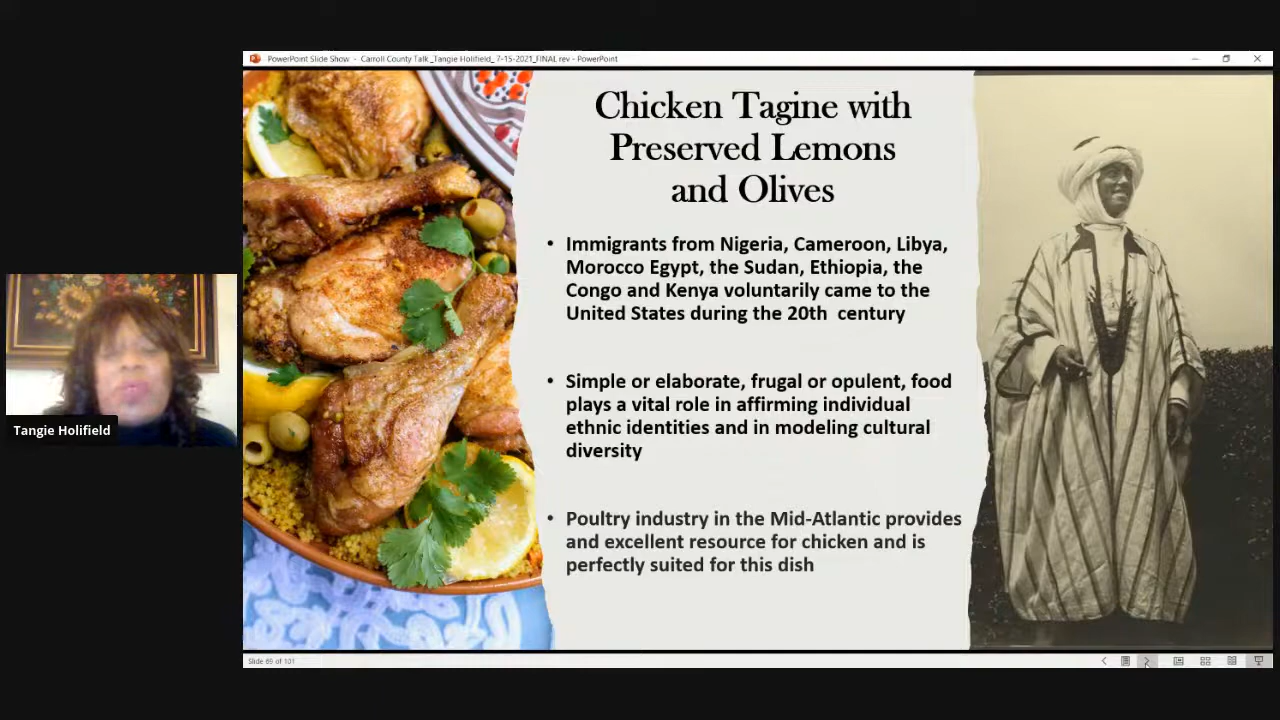 PowerPoint Slide Show - Carroll County Talk _Tangie Holifield_ 7-15-2021_FINAL rev - PowerPoint
Chicken Tagine with
Preserved Lemons
and Olives
• Immigrants from Nigeria, Cameroon, Libya,
Morocco Egypt, the Sudan, Ethiopia, the
Congo and Kenya voluntarily came to the
United States during the 20th century
• Simple or elaborate, frugal or opulent, food
plays a vital role in affirming individual
ethnic identities and in modeling cultural
diversity
• Poultry industry in the Mid-Atlantic provides
and excellent resource for chicken and is
perfectly suited for this dish
Tangie Holifield
Slide 69 of 101